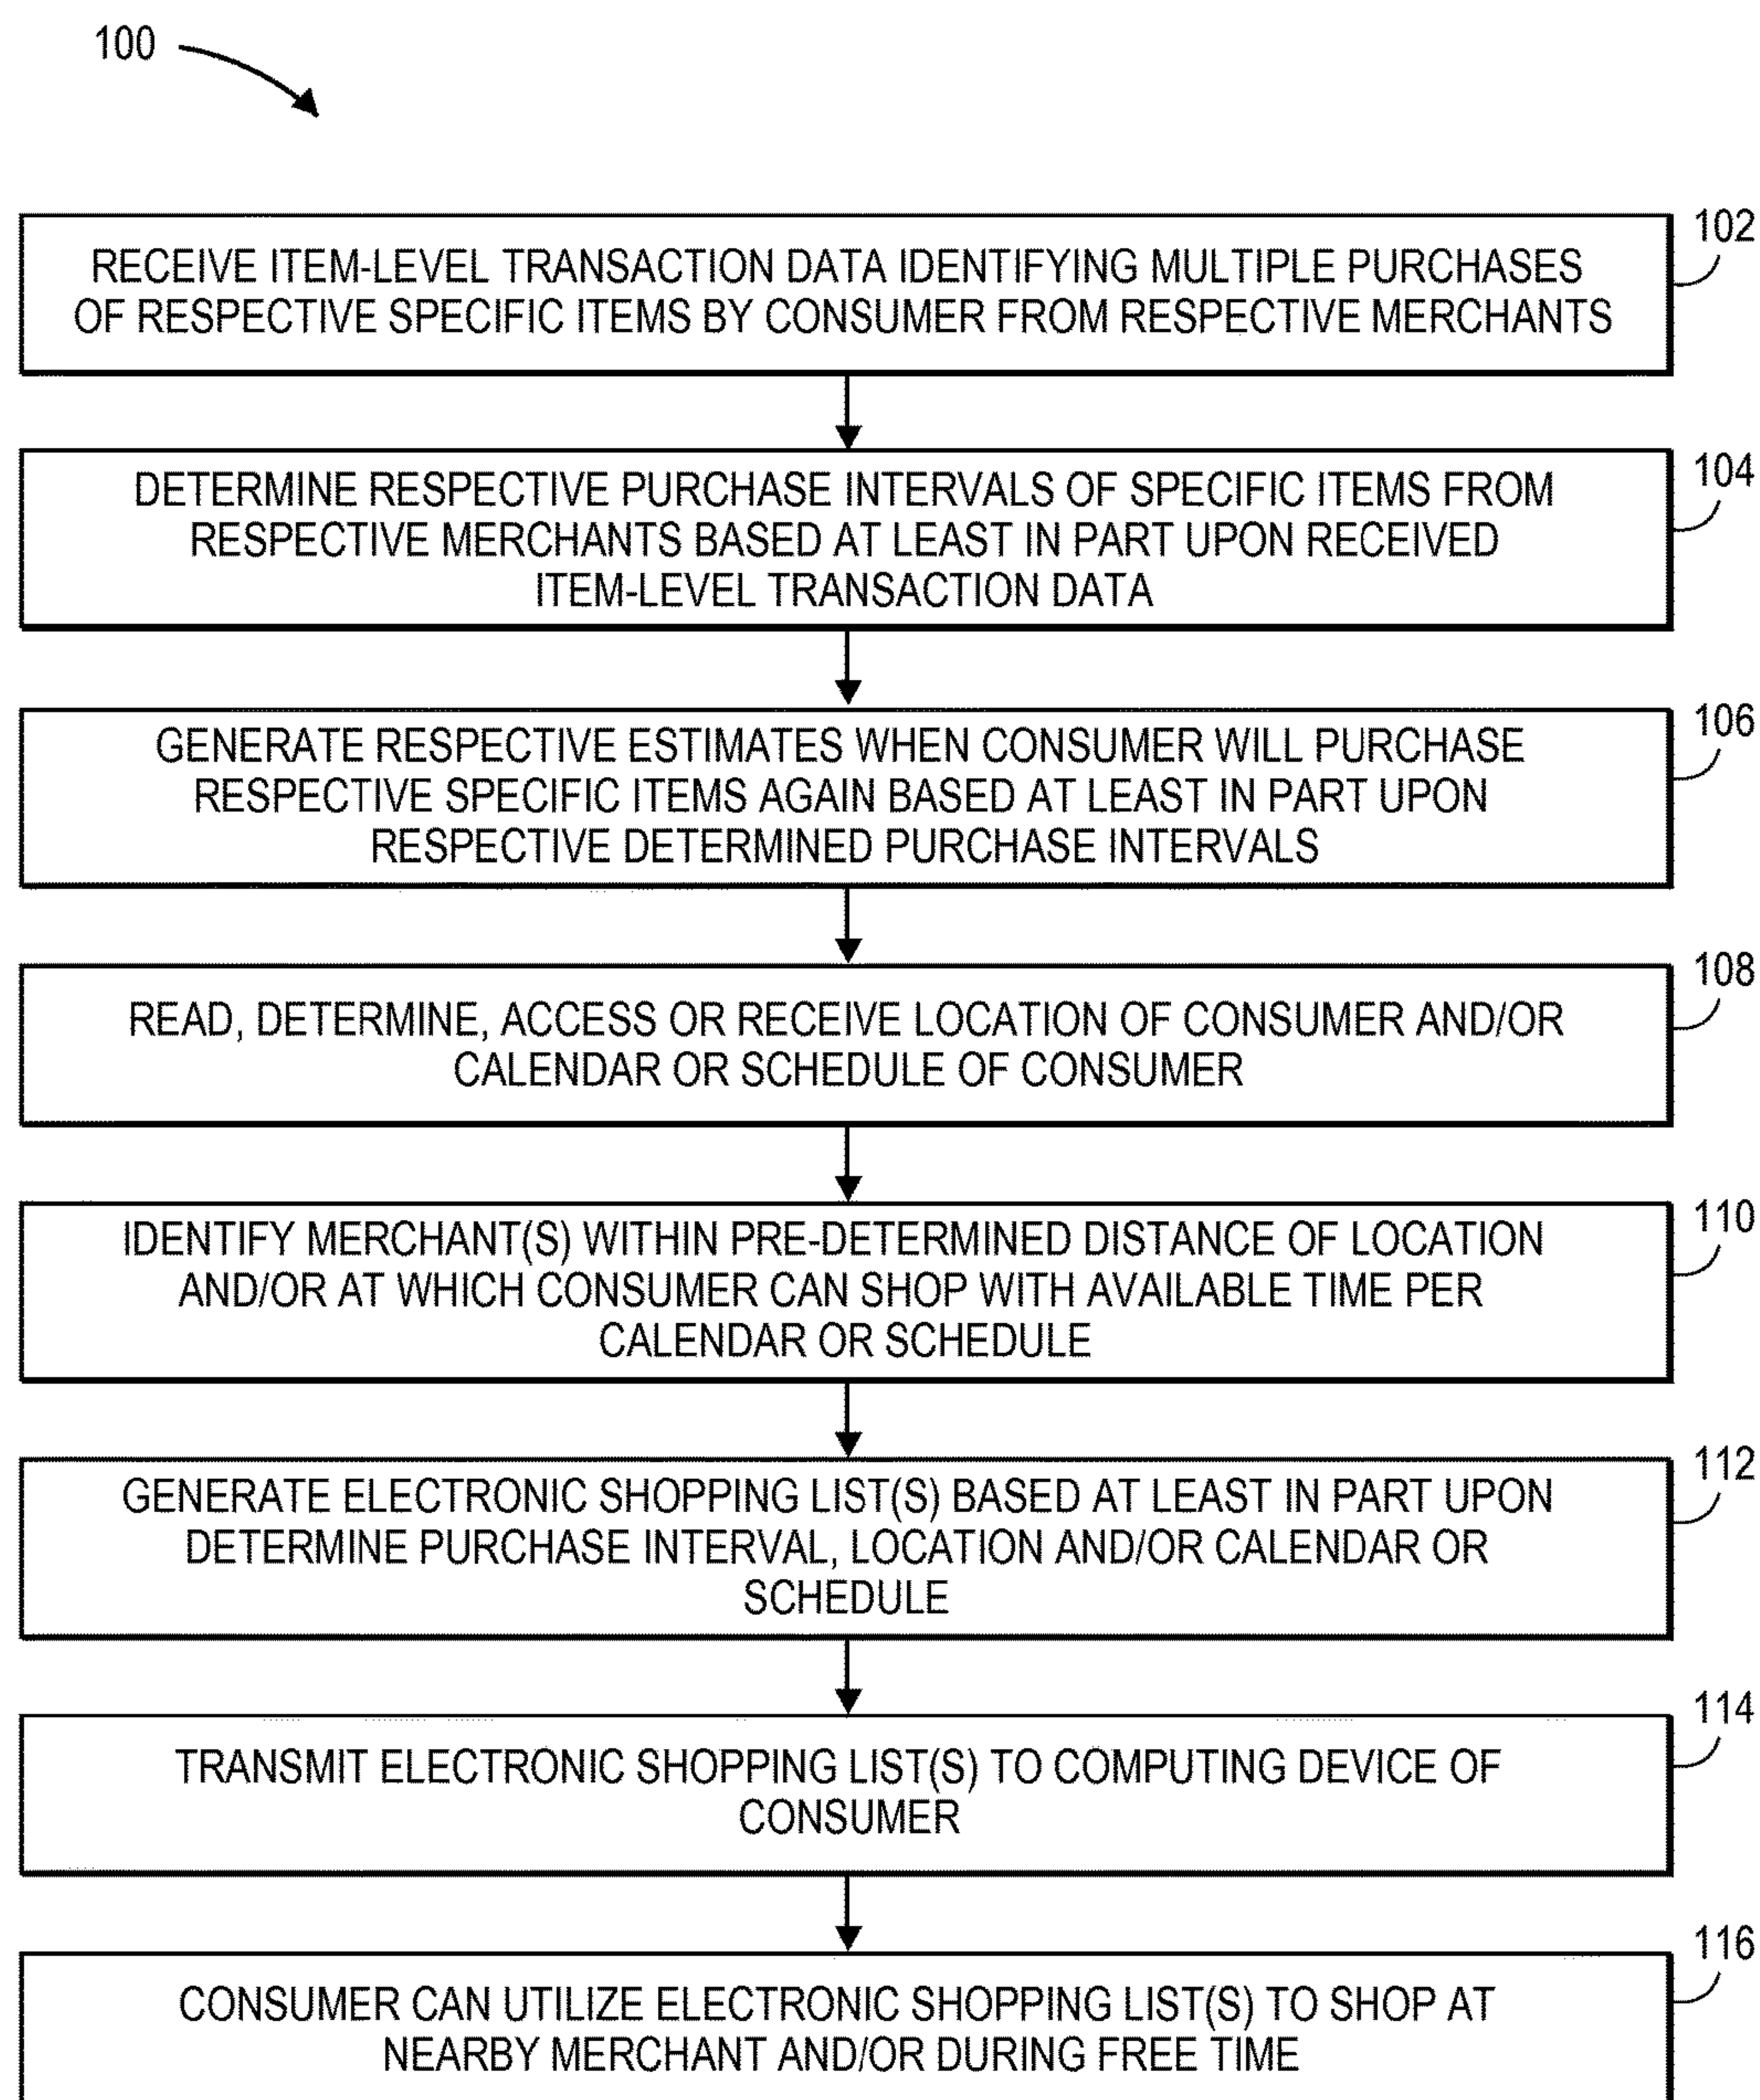 100
102
RECEIVE ITEM-LEVEL TRANSACTION DATA IDENTIFYING MULTIPLE PURCHASES
OF RESPECTIVE SPECIFIC ITEMS BY CONSUMER FROM RESPECTIVE MERCHANTS
104
DETERMINE RESPECTIVE PURCHASE INTERVALS OF SPECIFIC ITEMS FROM
RESPECTIVE MERCHANTS BASED AT LEAST IN PART UPON RECEIVED
ITEM-LEVEL TRANSACTION DATA
106
GENERATE RESPECTIVE ESTIMATES WHEN CONSUMER WILL PURCHASE
RESPECTIVE SPECIFIC ITEMS AGAIN BASED AT LEAST IN PART UPON
RESPECTIVE DETERMINED PURCHASE INTERVALS
108
READ, DETERMINE, ACCESS OR RECEIVE LOCATION OF CONSUMER AND/OR
CALENDAR OR SCHEDULE OF CONSUMER
110
IDENTIFY MERCHANT(S) WITHIN PRE-DETERMINED DISTANCE OF LOCATION
AND/OR AT WHICH CONSUMER CAN SHOP WITH AVAILABLE TIME PER
CALENDAR OR SCHEDULE
112
GENERATE ELECTRONIC SHOPPING LIST(S) BASED AT LEAST IN PART UPON
DETERMINE PURCHASE INTERVAL, LOCATION AND/OR CALENDAR OR
SCHEDULE
114
TRANSMIT ELECTRONIC SHOPPING LIST(S) TO COMPUTING DEVICE OF
CONSUMER
116
CONSUMER CAN UTILIZE ELECTRONIC SHOPPING LIST(S) TO SHOP AT
NEARBY MERCHANT AND/OR DURING FREE TIME